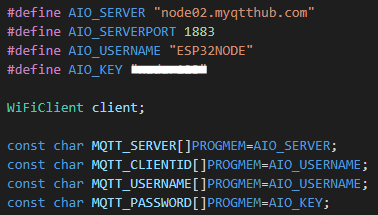 #define AIO_SERVER "node02.myqtthub.com"
#define AIO_SERVERPORT 1883
#define AIO_USERNAME "ESP32NODE"
#define AIO_KEY
WiFiClient client;
const char MQTT_SERVER[]PROGMEM=AIO_SERVER;
const char MQTT_CLIENTID[]PROGMEM=AIO_USERNAME;
const char MQTT_USERNAME[]PROGMEM=AIO_USERNAME;
const char MQTT_PASSWORD[]PROGMEM=AIO_KEY;